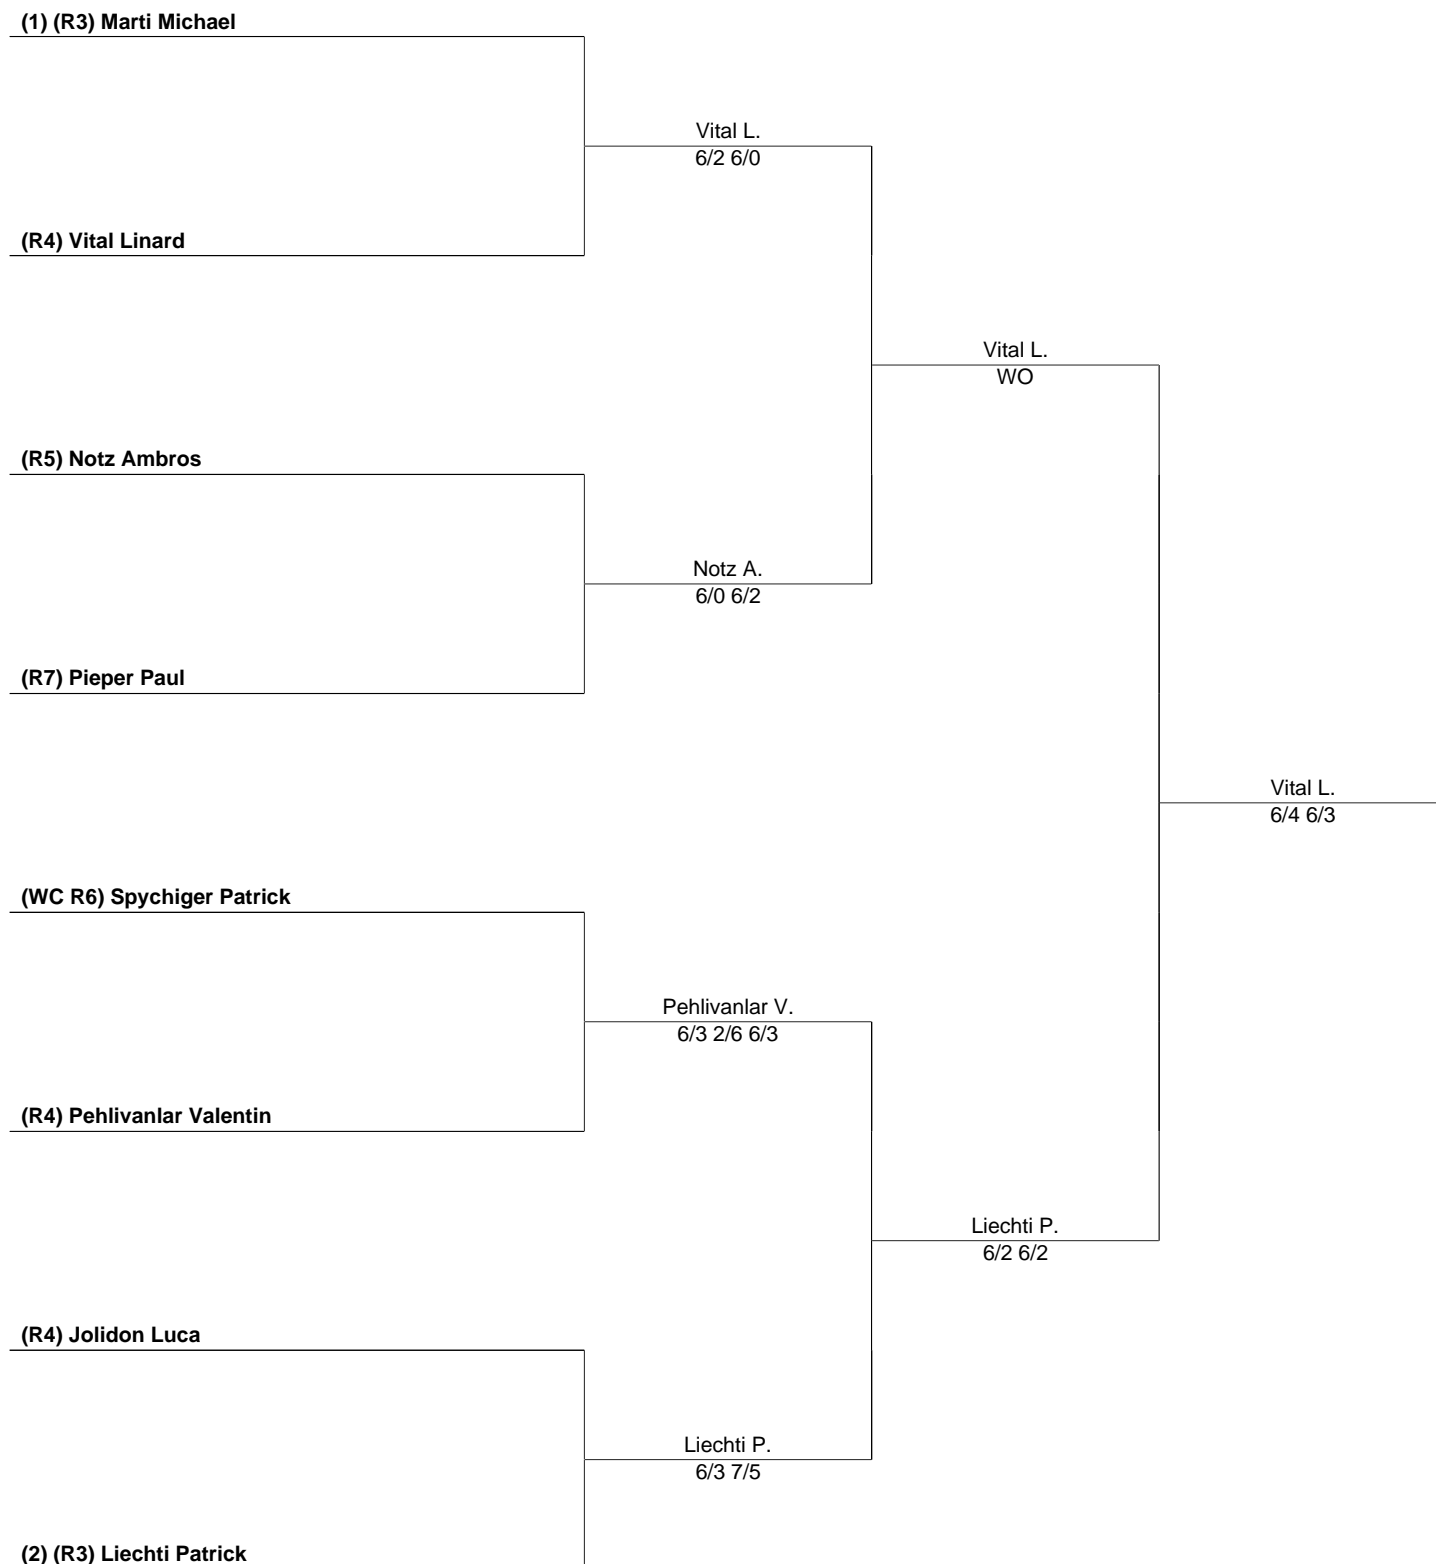 (1) (R3) Marti Michael
Vital L.
6/2 6/0
(R4) Vital Linard
Vital L.
WO
(R5) Notz Ambros
Notz A.
6/0 6/2
(R7) Pieper Paul
Vital L.
6/4 6/3
(WC R6) Spychiger Patrick
Pehlivanlar V.
6/3 2/6 6/3
(R4) Pehlivanlar Valentin
Liechti P.
6/2 6/2
(R4) Jolidon Luca
Liechti P.
6/3 7/5
(2) (R3) Liechti Patrick